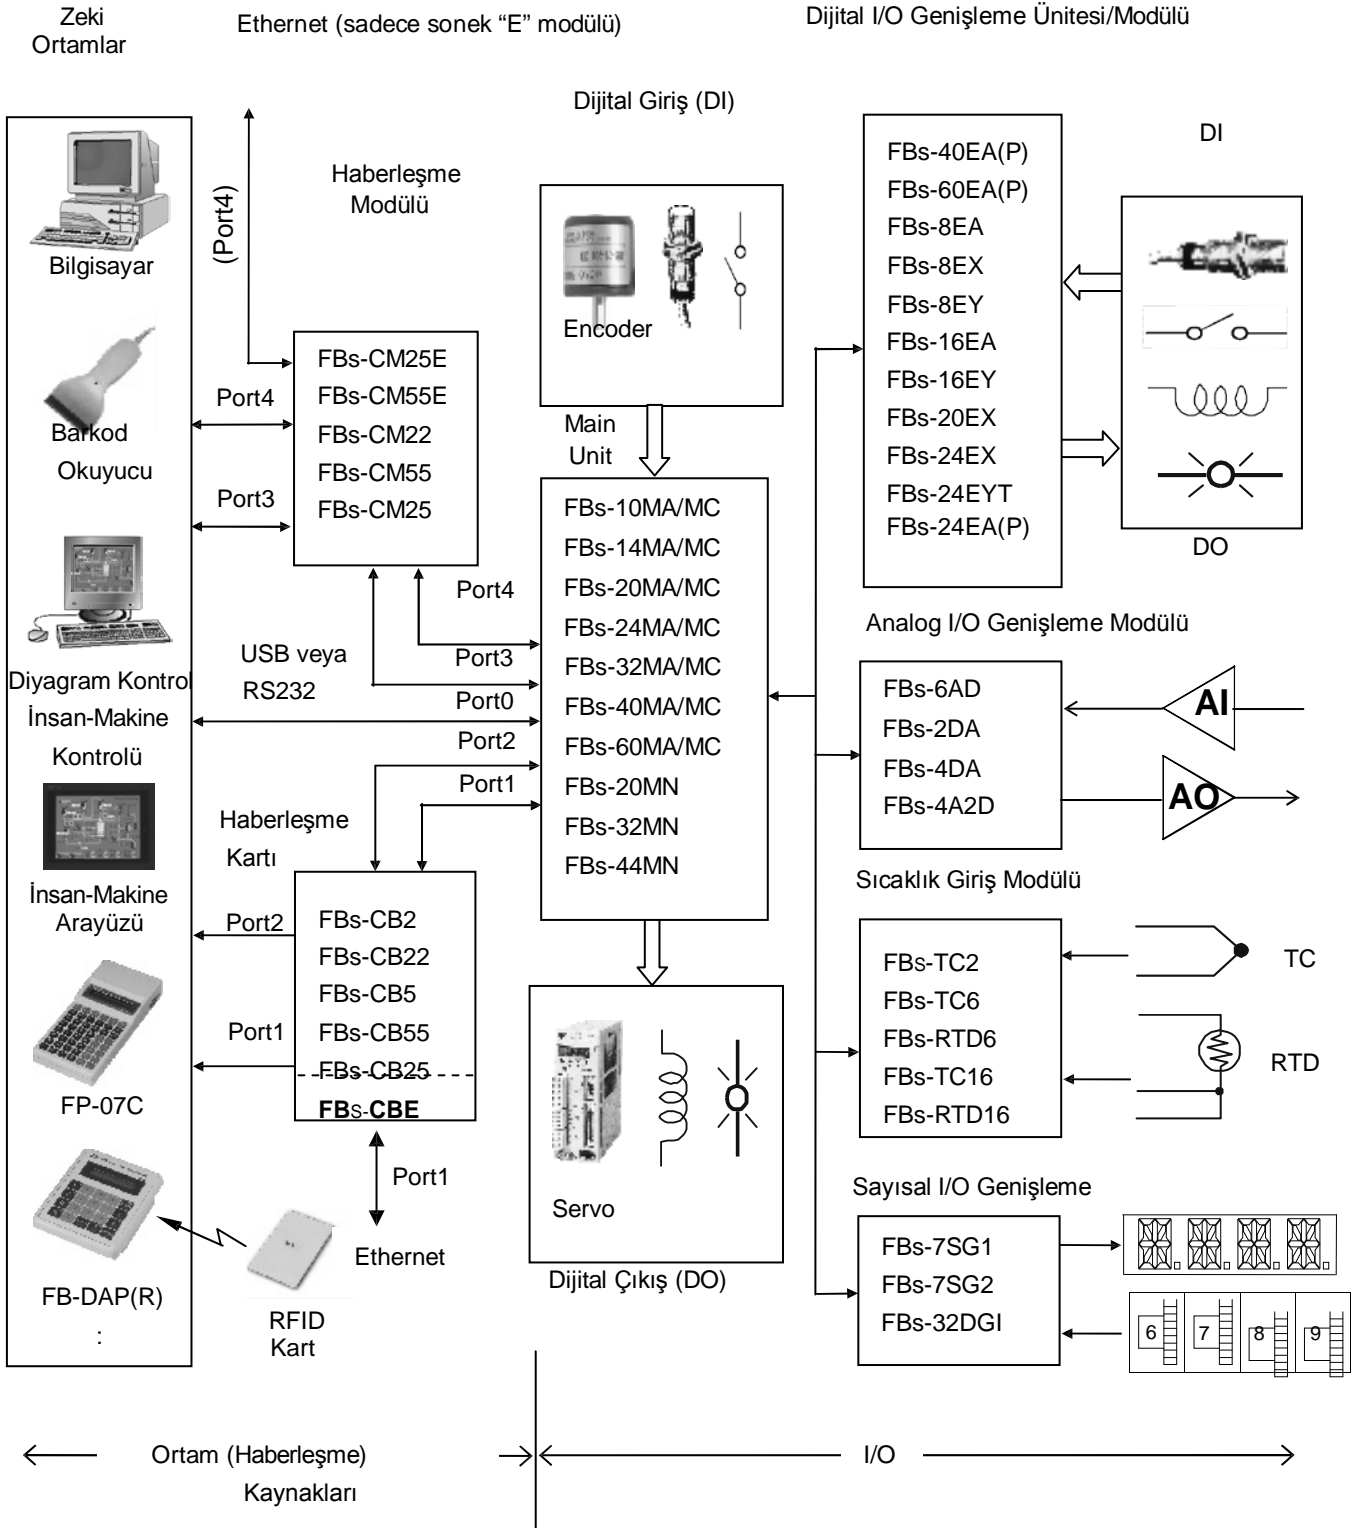 Zeki
Ortamlar
Ethernet (sadece sonek “E” modülü)
Dijital I/O Genişleme Ünitesi/Modülü
Bilgisayar
Barkod
Okuyucu
Diyagram Kontrol
İnsan-Makine
Kontrolü
İnsan-Makine
Arayüzü
FP-07C
FB-DAP(R)
:
(Port4)
Haberleşme
Modülü
FBs-CM25E
FBs-CM55E
FBs-CM22
FBs-CM55
FBs-CM25
Port4
Port3
Port4
Port3
USB veya
RS232
Port0
Port2
Port1
Haberleşme
Kartı
FBs-CB2
FBs-CB22
FBs-CB5
FBs-CB55
FBs-CB25
FBs-CBE
Port2
Port1
Port1
Ethernet
RFID
Kart
Dijital Giriş (DI)
Encoder
Main
Unit
FBs-10MA/MC
FBs-14MA/MC
FBs-20MA/MC
FBs-24MA/MC
FBs-32MA/MC
FBs-40MA/MC
FBs-60MA/MC
FBs-20MN
FBs-32MN
FBs-44MN
Servo
Dijital Çıkış (DO)
FBs-40EA(P)
FBs-60EA(P)
FBs-8EA
FBs-8EX
FBs-8EY
FBs-16EA
FBs-16EY
FBs-20EX
FBs-24EX
FBs-24EYT
FBs-24EA(P)
DI
DO
Analog I/O Genişleme Modülü
FBs-6AD
FBs-2DA
FBs-4DA
FBs-4A2D
AI
AO
Sıcaklık Giriş Modülü
FBs-TC2
FBs-TC6
FBs-RTD6
FBs-TC16
FBs-RTD16
TC
RTD
Sayısal I/O Genişleme
FBs-7SG1
FBs-7SG2
FBs-32DGI
6
7
8
9
Ortam (Haberleşme)
Kaynakları
I/O